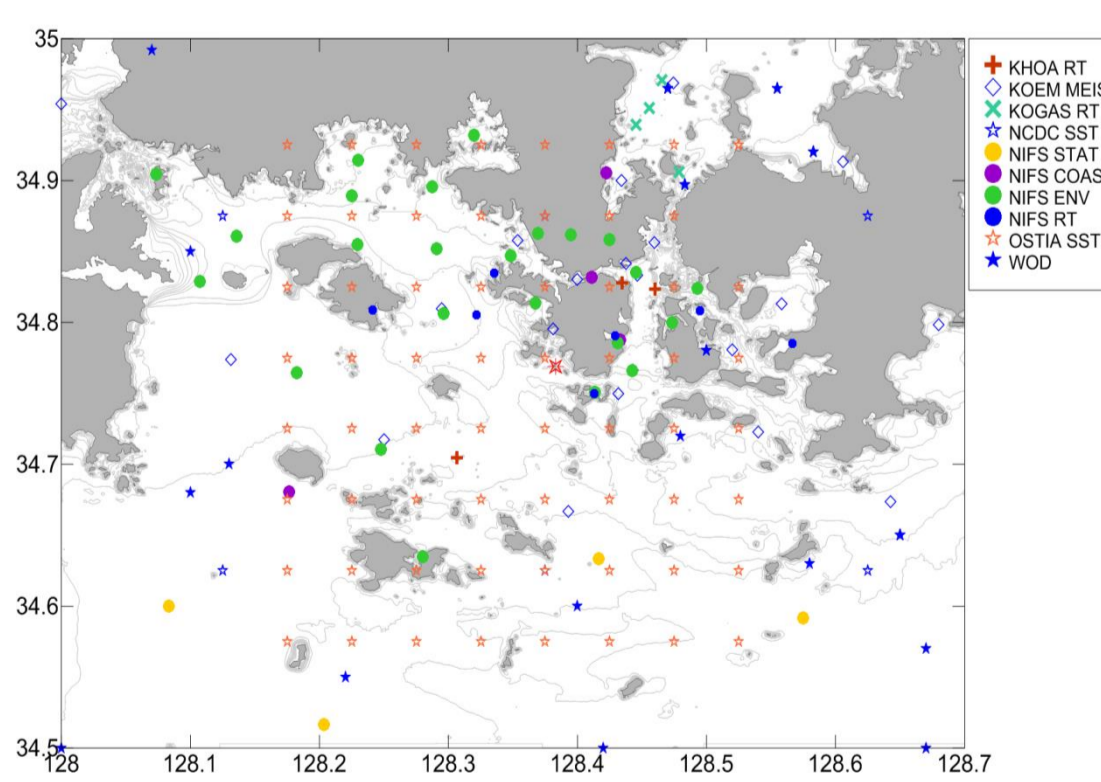 35
34.9
34.8
34.7
34.6
34.5
128
128.1
128.2
128.3
128.4
128.5
128.6
128.7
KHOA RT
KOEM MEIS
KOGAS RT
NCDC SST
NIFS STAT
NIFS COAS
NIFS ENV
NIFS RT
OSTIA SST
WOD